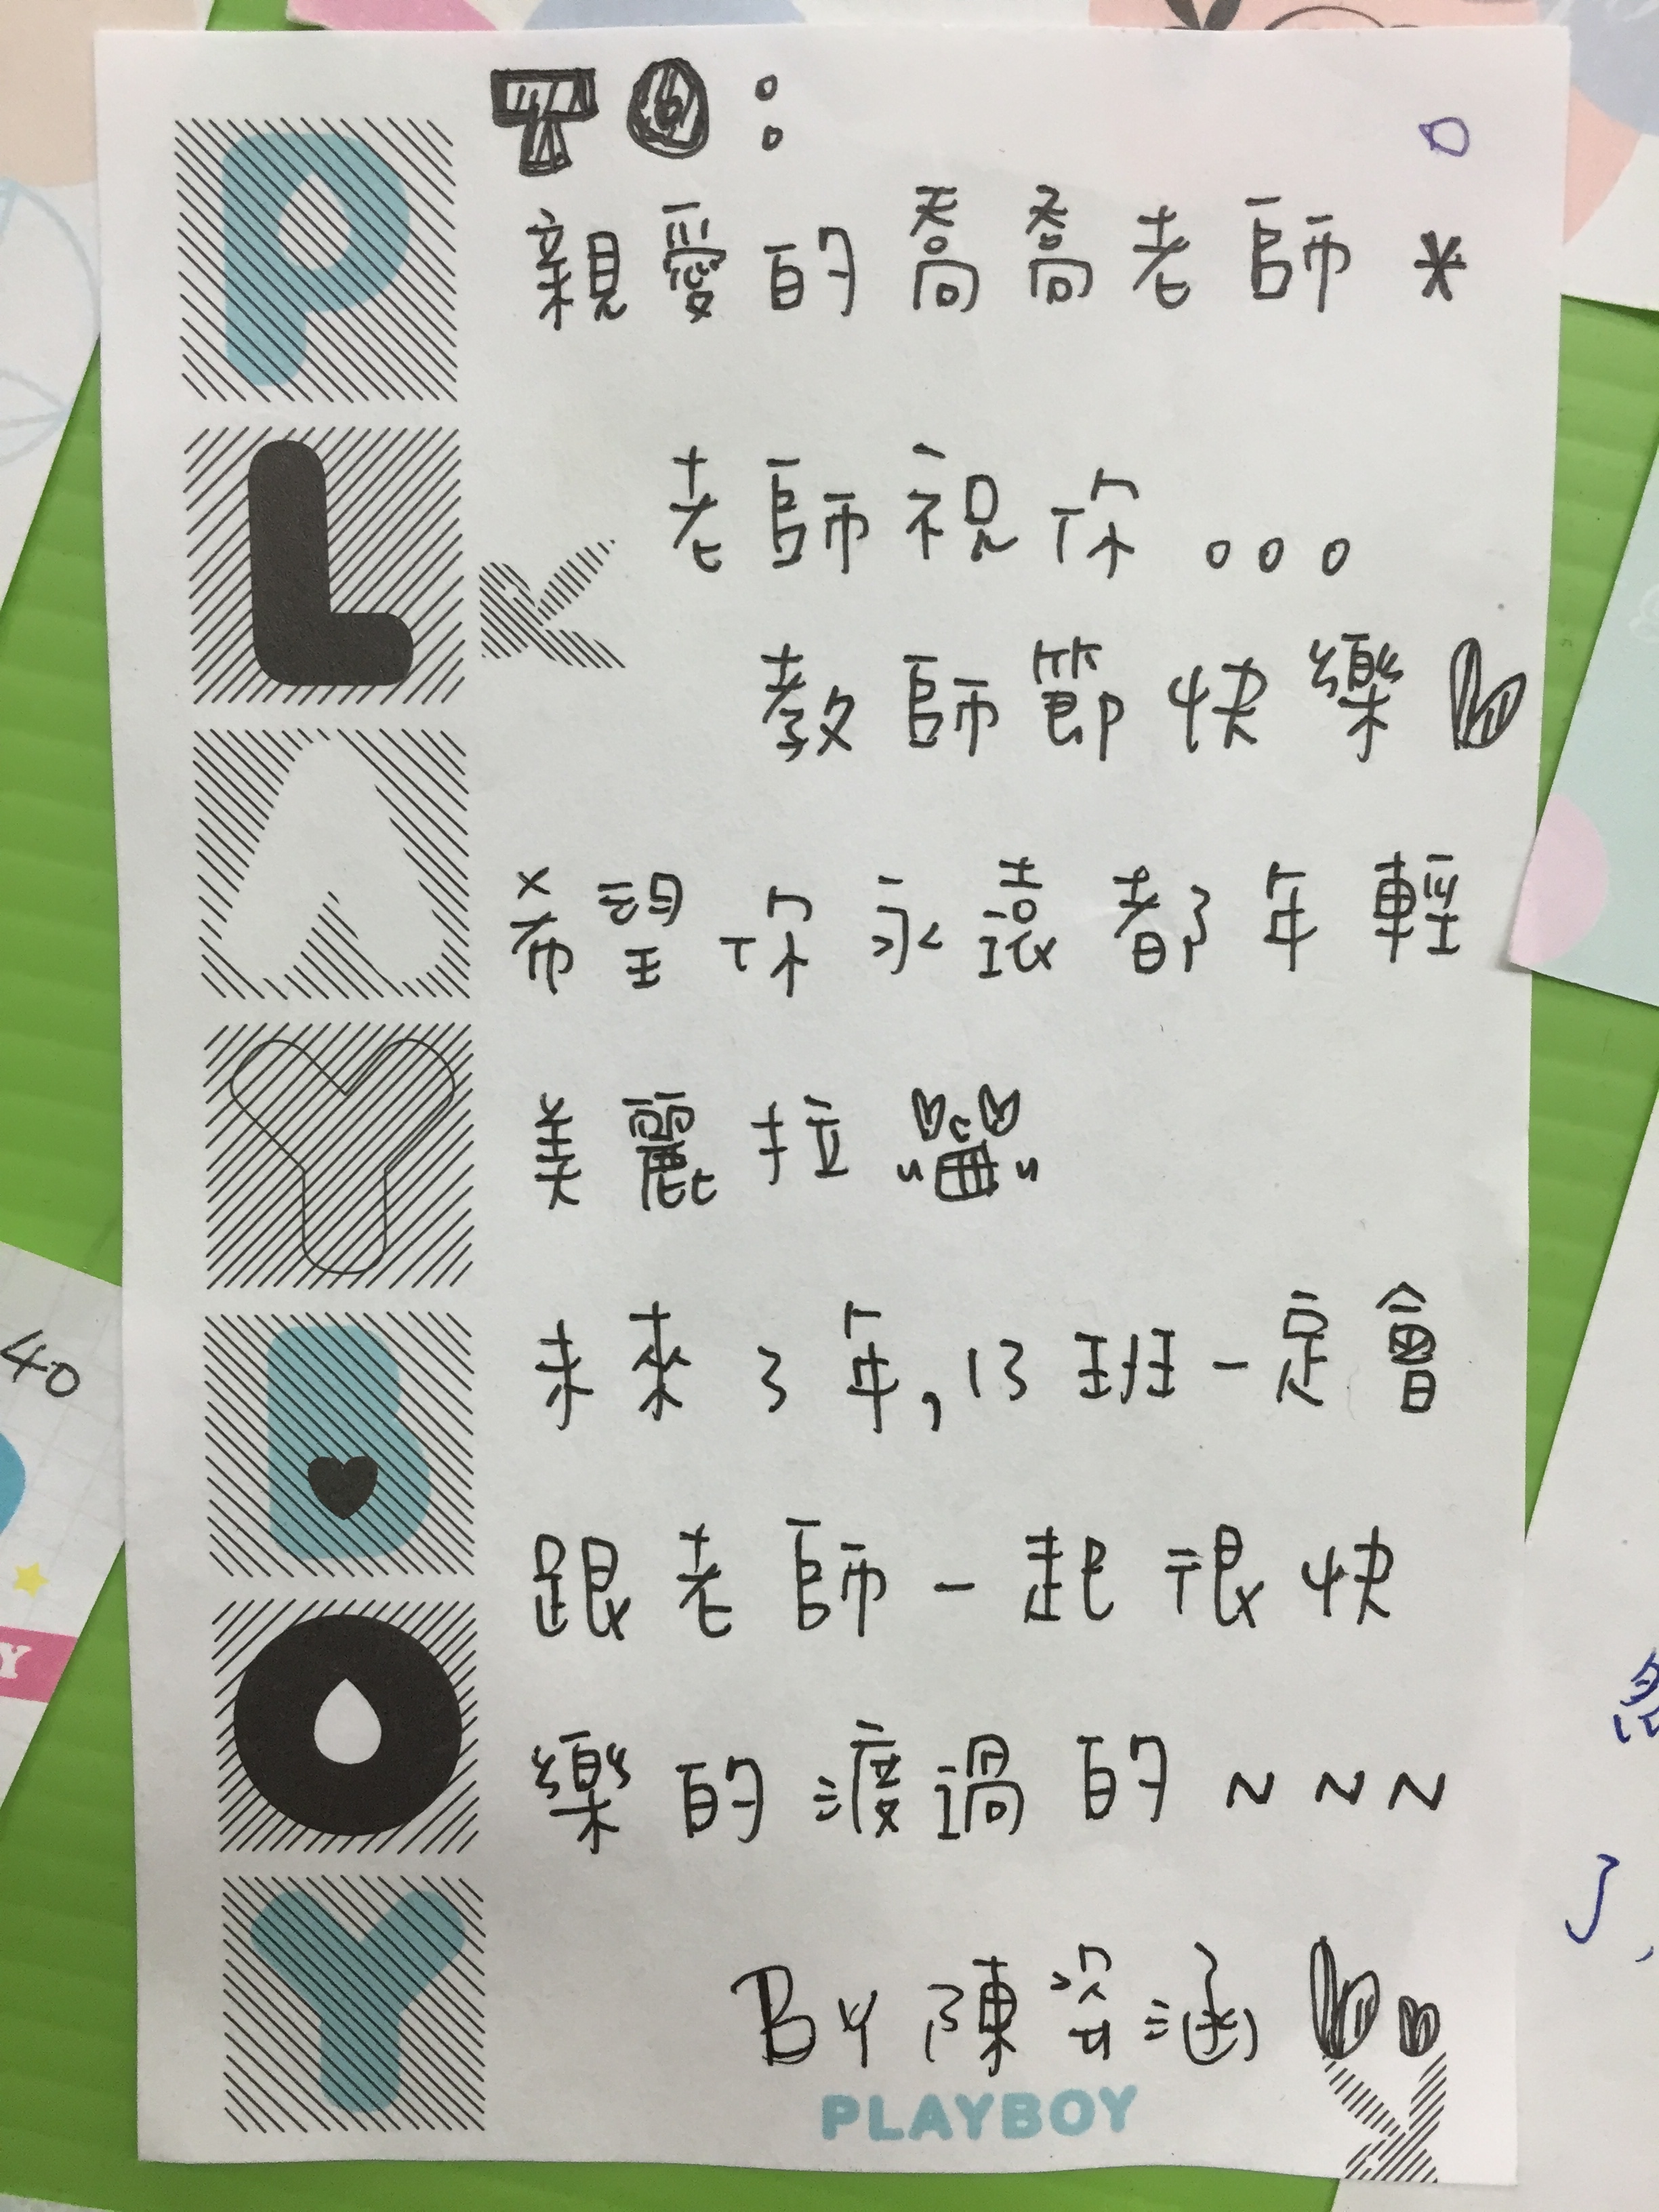 TO：
親愛的喬喬老師＊
老師祝你。。。
教師節快樂
希望你永遠都年輕
美麗拉
未來3年,13班一定會
跟老師一起很快
樂的渡過的~~~
BY陳姿涵
PLAYBOY
PLAYBOY
40
Y